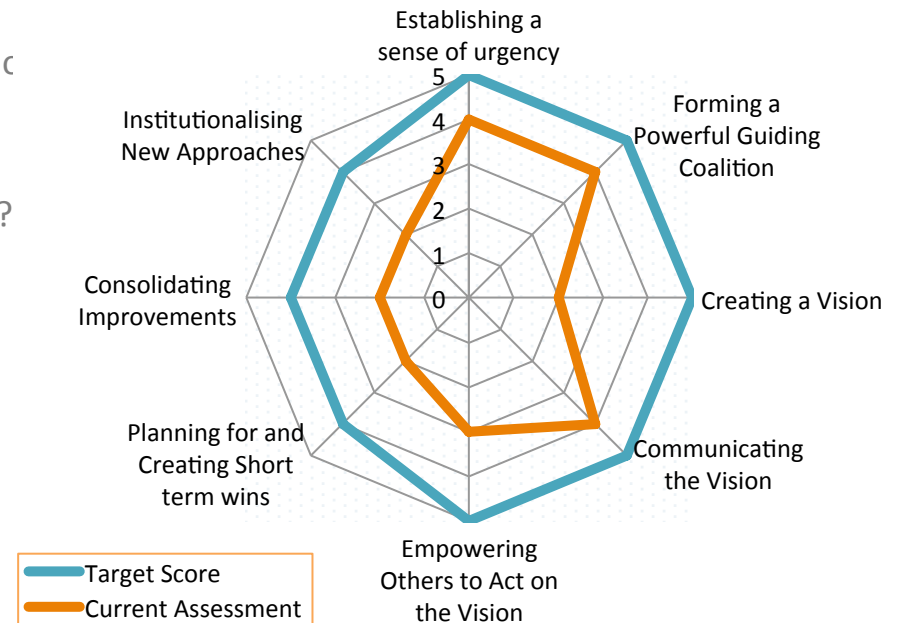 Establishing a
sense of urgency
Forming a
Powerful Guiding
Coalition
Creating a Vision
Communicating
the Vision
Empowering
Others to Act on
the Vision
Planning for and
Creating Short
term wins
Consolidating
Improvements
Institutionalising
New Approaches
5
4
3
2
1
0
?
Target Score
Current Assessment